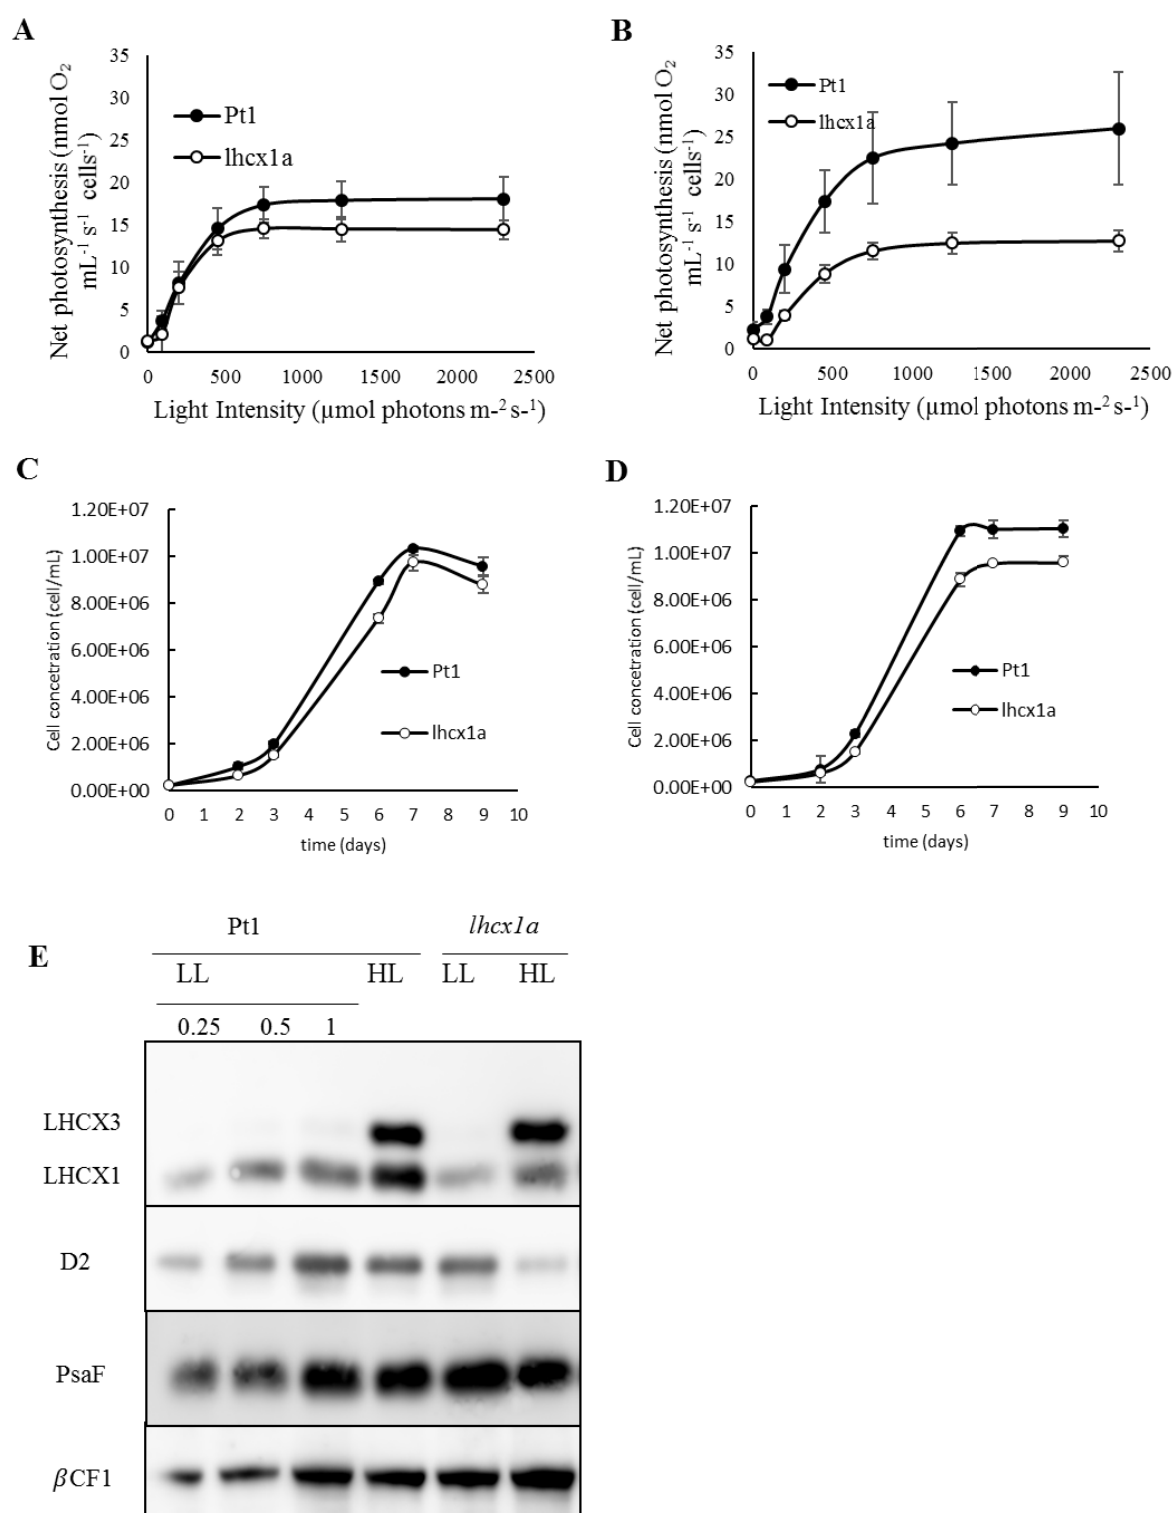 A
Net photosynthesis (nmol O₂
mL⁻¹ s⁻¹ cells⁻¹)
35
30
25
20
15
10
5
0
Pt1
lhcx1a
0 500 1000 1500 2000 2500
Light Intensity (µmol photons m-² s-¹)
B
Net photosynthesis (nmol O₂
mL⁻¹ s⁻¹ cells⁻¹)
35
30
25
20
15
10
5
0
Pt1
lhcx1a
0 500 1000 1500 2000 2500
Light Intensity (µmol photons m-² s-¹)
C
Cell concetration (cell/mL)
1.20E+07
1.00E+07
8.00E+06
6.00E+06
4.00E+06
2.00E+06
0.00E+00
Pt1
lhcx1a
0 1 2 3 4 5 6 7 8 9 10
time (days)
D
Cell concetration (cell/mL)
1.20E+07
1.00E+07
8.00E+06
6.00E+06
4.00E+06
2.00E+06
0.00E+00
Pt1
lhcx1a
0 1 2 3 4 5 6 7 8 9 10
time (days)
E
Pt1 lhcx1a
LL HL LL HL
0.25 0.5 1
LHCX3
LHCX1
D2
PsaF
βCF1